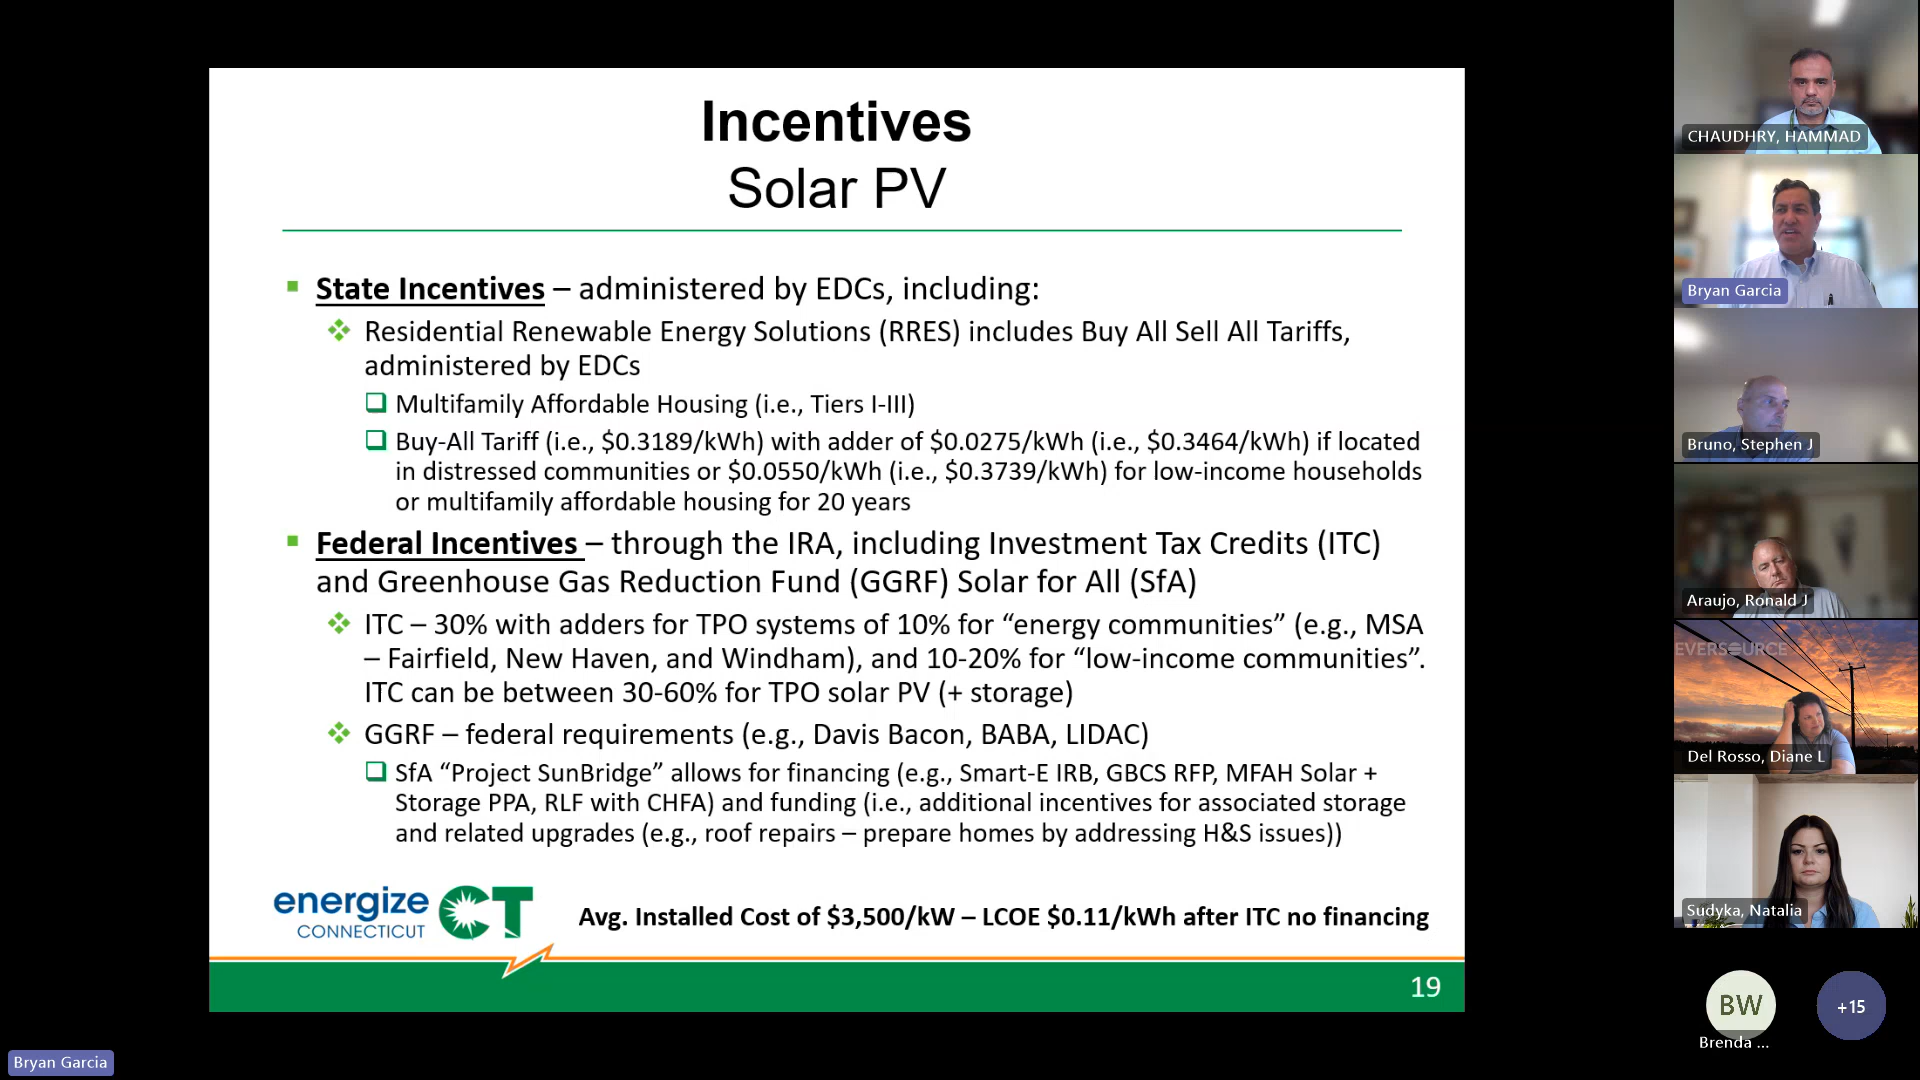 Incentives
Solar PV
State Incentives – administered by EDCs, including:
Residential Renewable Energy Solutions (RRES) includes Buy All Sell All Tariffs,
administered by EDCs
Multifamily Affordable Housing (i.e., Tiers I-III)
Buy-All Tariff (i.e., $0.3189/kWh) with adder of $0.0275/kWh (i.e., $0.3464/kWh) if located
in distressed communities or $0.0550/kWh (i.e., $0.3739/kWh) for low-income households
or multifamily affordable housing for 20 years
Federal Incentives – through the IRA, including Investment Tax Credits (ITC)
and Greenhouse Gas Reduction Fund (GGRF) Solar for All (SfA)
ITC – 30% with adders for TPO systems of 10% for “energy communities” (e.g., MSA
– Fairfield, New Haven, and Windham), and 10-20% for “low-income communities”.
ITC can be between 30-60% for TPO solar PV (+ storage)
GGRF – federal requirements (e.g., Davis Bacon, BABA, LIDAC)
SfA “Project SunBridge” allows for financing (e.g., Smart-E IRB, GBCS RFP, MFAH Solar +
Storage PPA, RLF with CHFA) and funding (i.e., additional incentives for associated storage
and related upgrades (e.g., roof repairs – prepare homes by addressing H&S issues))
energize CT
CONNECTICUT
Avg. Installed Cost of $3,500/kW – LCOE $0.11/kWh after ITC no financing
19
Bryan Garcia
CHAUDHRY, HAMMAD
Bryan Garcia
Bruno, Stephen J
Araujo, Ronald J
EVERSOURCE
Del Rosso, Diane L
Sudyka, Natalia
BW
+15
Brenda ...